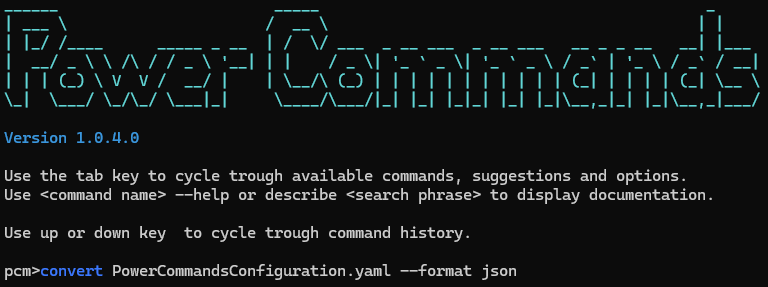 Power Commands
Version 1.0.4.0
Use the tab key to cycle trough available commands, suggestions and options.
Use <command name> --help or describe <search phrase> to display documentation.
Use up or down key  to cycle trough command history.
pcm>convert PowerCommandsConfiguration.yaml --format json